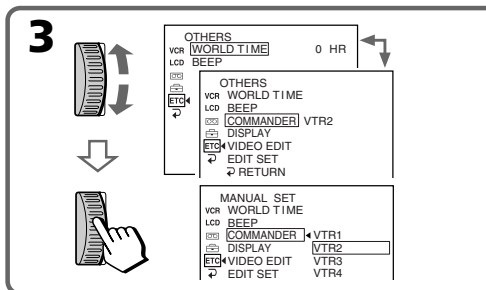 3
OTHERS
VCR WORLD TIME 0 HR
LCD BEEP
ETC
OTHERS
VCR WORLD TIME
LCD BEEP
COMMANDER VTR2
DISPLAY
ETC VIDEO EDIT
EDIT SET
RETURN
MANUAL SET
VCR WORLD TIME
LCD BEEP
COMMANDER VTR1
DISPLAY VTR2
ETC VIDEO EDIT VTR3
EDIT SET VTR4